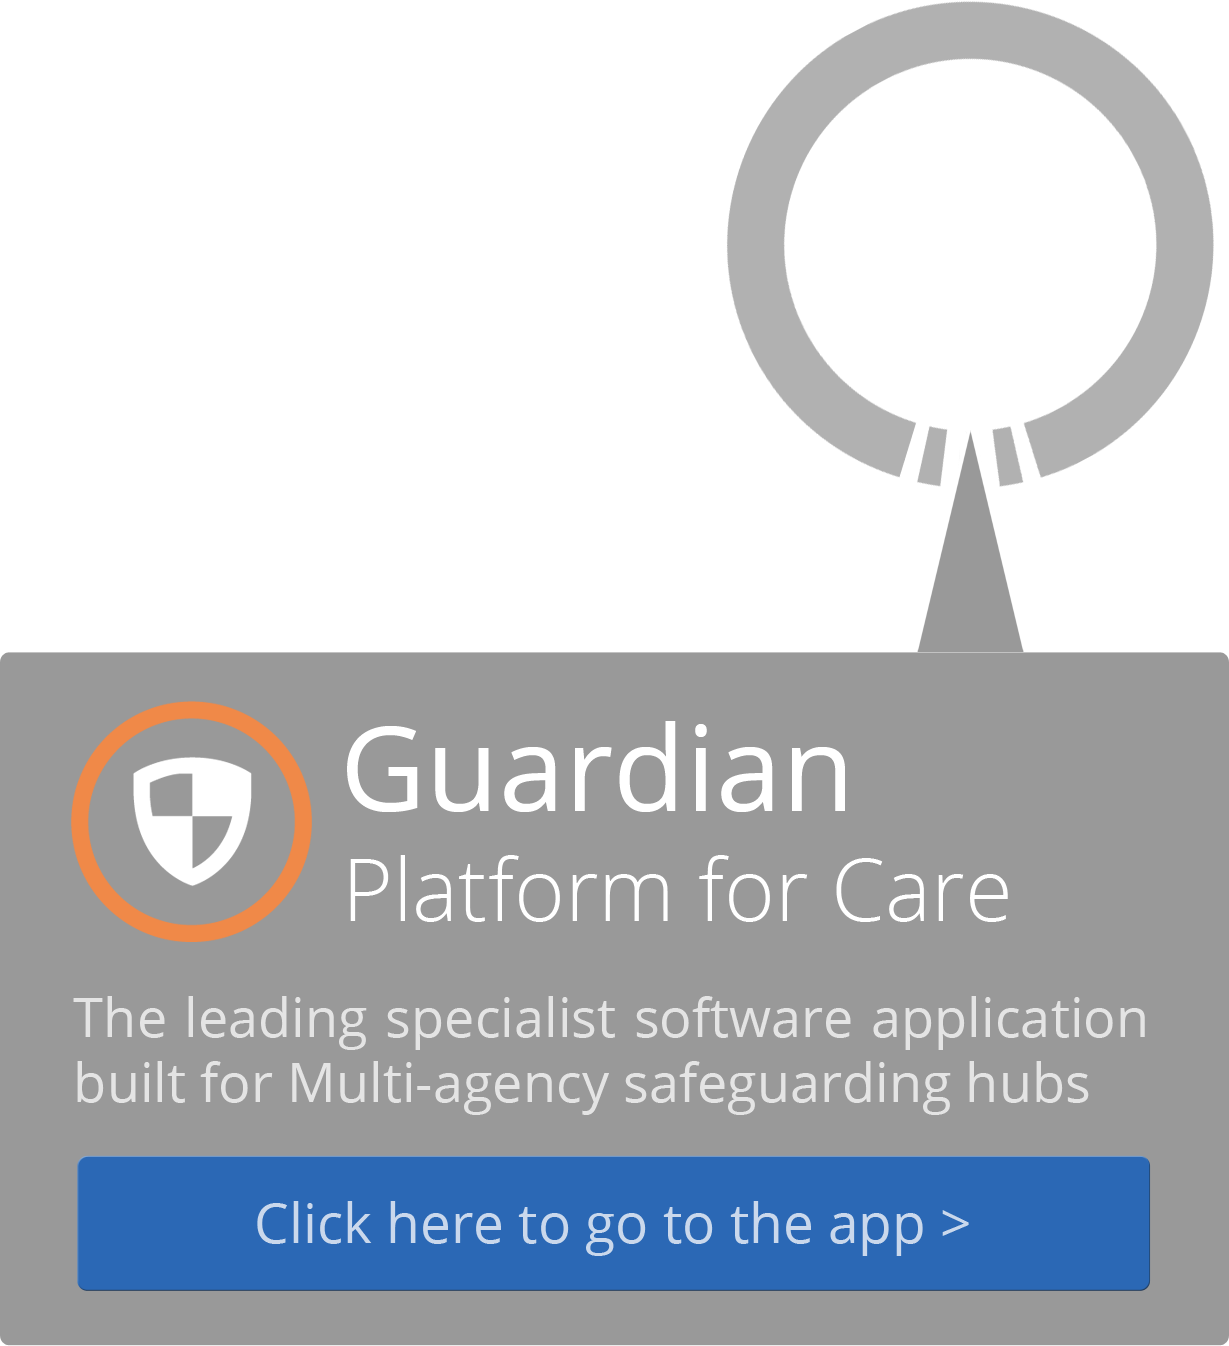 Guardian
Platform for Care
The leading specialist software application
built for Multi-agency safeguarding hubs
Click here to go to the app >